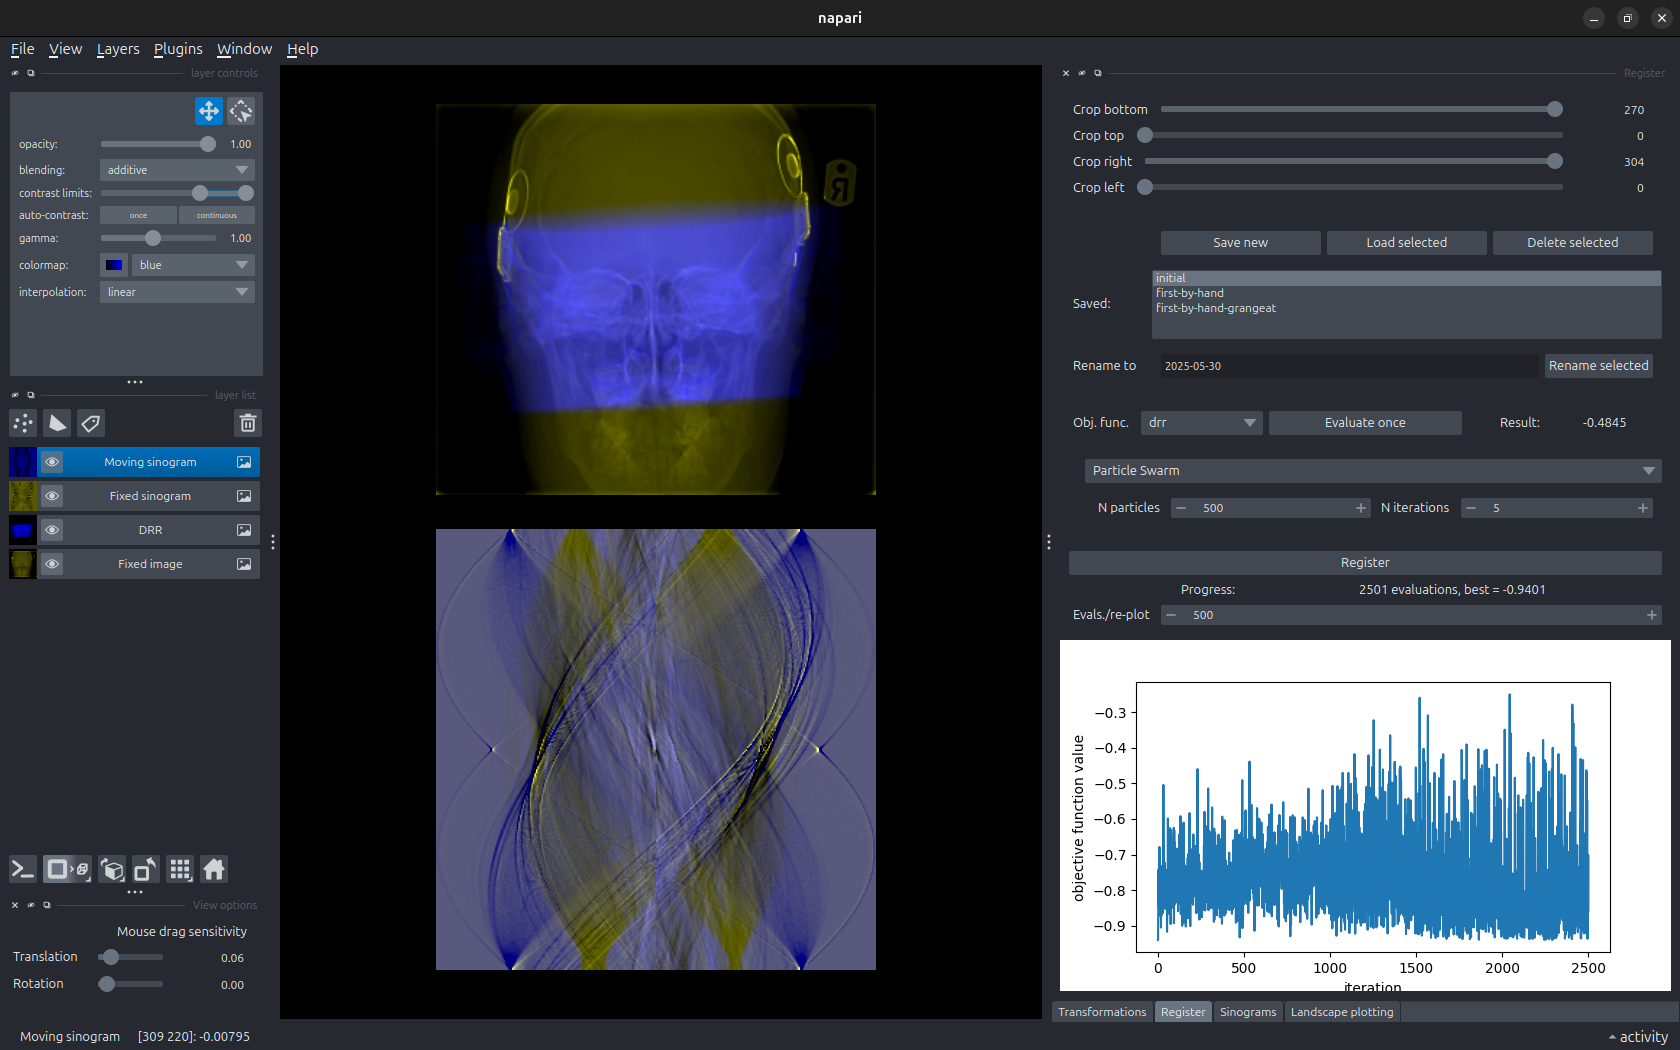 napari
File View Layers Plugins Window Help
layer controls
opacity: 1.00
blending: additive
contrast limits:
auto-contrast: once continuous
gamma: 1.00
colormap: blue
interpolation: linear
layer list
Moving sinogram
Fixed sinogram
DRR
Fixed image
View options
Mouse drag sensitivity
Translation 0.06
Rotation 0.00
Moving sinogram [309 220]: -0.00795
R
Register
Crop bottom 270
Crop top 0
Crop right 304
Crop left 0
Save new Load selected Delete selected
Saved:
initial
first-by-hand
first-by-hand-grangeat
Rename to 2025-05-30 Rename selected
Obj. func. drr Evaluate once Result: -0.4845
Particle Swarm
N particles 500 N iterations 5
Register
Progress: 2501 evaluations, best = -0.9401
Evals./re-plot 500
objective function value
−0.3
−0.4
−0.5
−0.6
−0.7
−0.8
−0.9
0 500 1000 1500 2000 2500
iteration
Transformations Register Sinograms Landscape plotting
activity